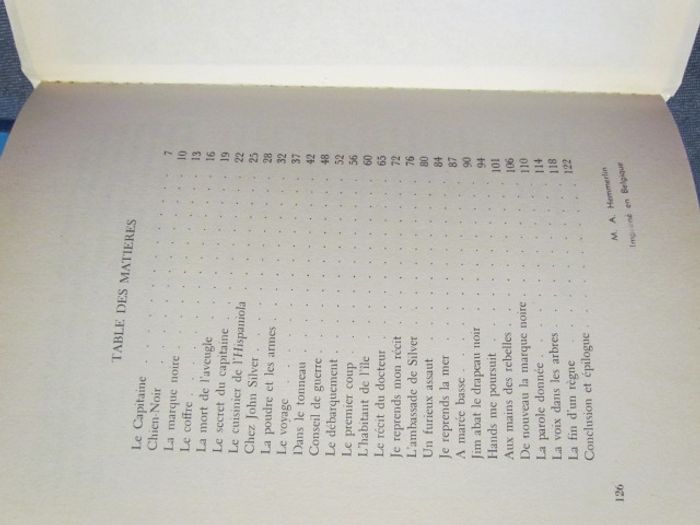 TABLE DES MATIERES
Le Capitaine . . . . . . . . . . 7
Chien-Noir . . . . . . . . . . 10
La marque noire . . . . . . . . . . 13
Le coffre . . . . . . . . . . 16
La mort de l'aveugle . . . . . . . . . . 19
Le secret du capitaine . . . . . . . . . . 22
Le cuisinier de l'Hispaniola . . . . . . . . . . 25
Chez John Silver . . . . . . . . . . 28
La poudre et les armes . . . . . . . . . . 32
Le voyage . . . . . . . . . . 37
Dans le tonneau . . . . . . . . . . 42
Conseil de guerre . . . . . . . . . . 48
Le débarquement . . . . . . . . . . 52
Le premier coup . . . . . . . . . . 56
L'habitant de l'île . . . . . . . . . . 60
Le récit du docteur . . . . . . . . . . 65
Je reprends mon récit . . . . . . . . . . 72
L'ambassade de Silver . . . . . . . . . . 76
Un furieux assaut . . . . . . . . . . 80
Je reprends la mer . . . . . . . . . . 84
A marée basse . . . . . . . . . . 87
Jim abat le drapeau noir . . . . . . . . . . 90
Hands me poursuit . . . . . . . . . . 94
Aux mains des rebelles . . . . . . . . . . 101
De nouveau la marque noire . . . . . . . . . . 106
La parole donnée . . . . . . . . . . 110
La voix dans les arbres . . . . . . . . . . 114
La fin d'un règne . . . . . . . . . . 118
Conclusion et épilogue . . . . . . . . . . 122
M. A. Hemmerlin
Imprimé en Belgique
126